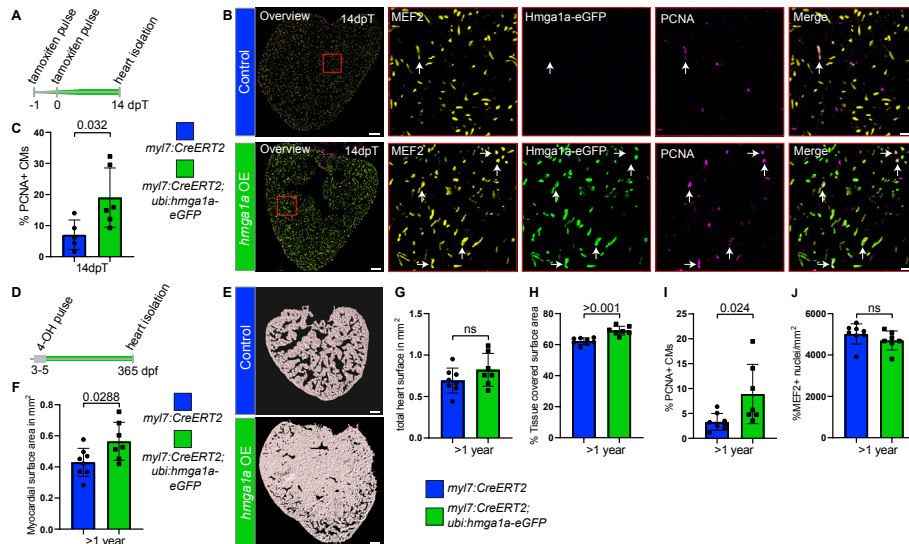 A
tamoxifen pulse
tamoxifen pulse
heart isolation
-1 0 14 dpT
B
Overview
14dpT
MEF2
Hmga1a-eGFP
PCNA
Merge
Control
14dpT
MEF2
Hmga1a-eGFP
PCNA
Merge
hmga1a OE
C
% PCNA+ CMs
40
30
20
10
0
0.032
14dpT
myl7:CreERT2
myl7:CreERT2;
ubi:hmga1a-
eGFP
D
4-OH pulse
heart isolation
3-5 365 dpf
E
Control
hmga1a OE
F
Myocardial surface area in mm²
0.8
0.6
0.4
0.2
0.0
0.0288
>1 year
myl7:CreERT2
myl7:CreERT2;
ubi:hmga1a-
eGFP
G
total heart surface in mm²
1.5
1.0
0.5
0.0
ns
>1 year
H
% Tissue covered surface area
80
60
40
20
0
>0.001
>1 year
I
% PCNA+ CMs
20
15
10
5
0
0.024
>1 year
J
%MEF2+ nuclei/mm²
6000
4000
2000
0
ns
>1 year
myl7:CreERT2
myl7:CreERT2;
ubi:hmga1a-eGFP